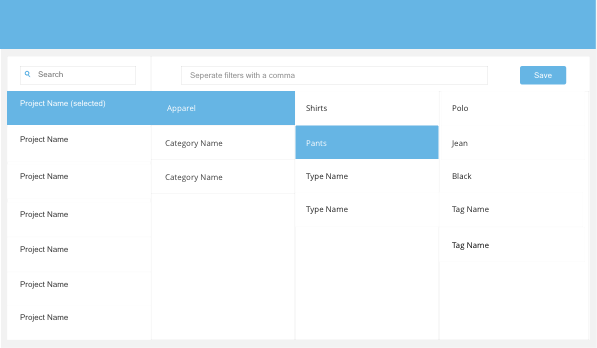 Search
Seperate filters with a comma
Save
Project Name (selected)
Apparel
Shirts
Polo
Project Name
Category Name
Pants
Jean
Project Name
Category Name
Type Name
Black
Project Name
Type Name
Tag Name
Project Name
Tag Name
Project Name
Project Name